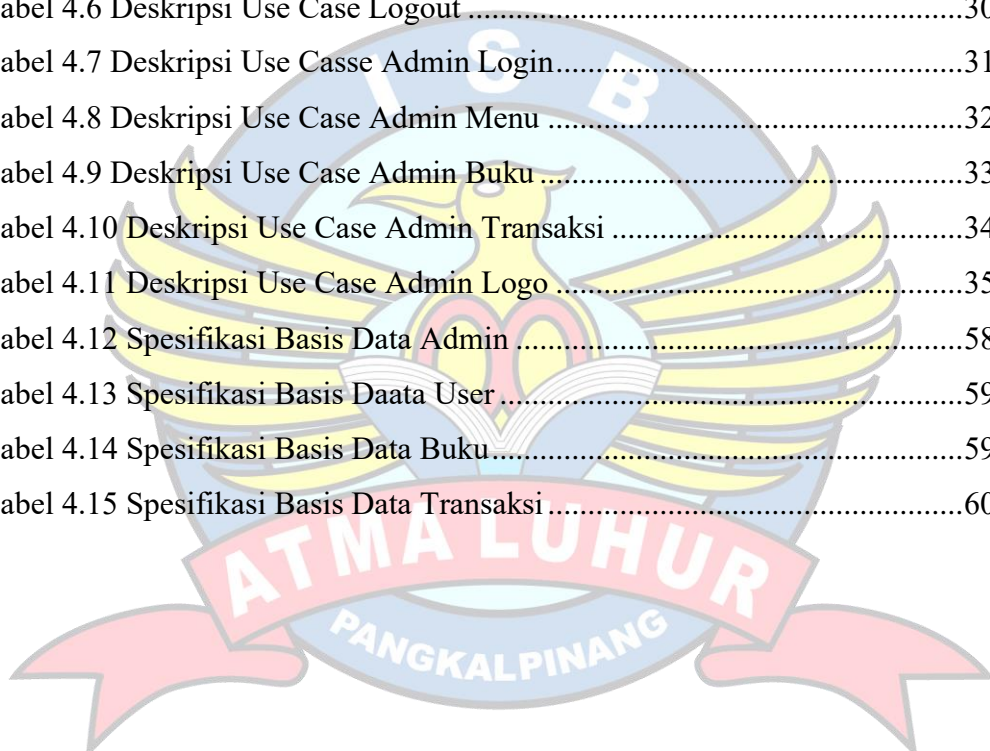 abel 4.6 Deskripsi Use Case Logout ........................................................30
abel 4.7 Deskripsi Use Casse Admin Login..............................................31
abel 4.8 Deskripsi Use Case Admin Menu ...............................................32
abel 4.9 Deskripsi Use Case Admin Buku ................................................33
abel 4.10 Deskripsi Use Case Admin Transaksi .......................................34
abel 4.11 Deskripsi Use Case Admin Logo ..............................................35
abel 4.12 Spesifikasi Basis Data Admin ...................................................58
abel 4.13 Spesifikasi Basis Daata User .....................................................59
abel 4.14 Spesifikasi Basis Data Buku......................................................59
abel 4.15 Spesifikasi Basis Data Transaksi...............................................60
I S B
ATMA LUHUR
PANGKALPINANG